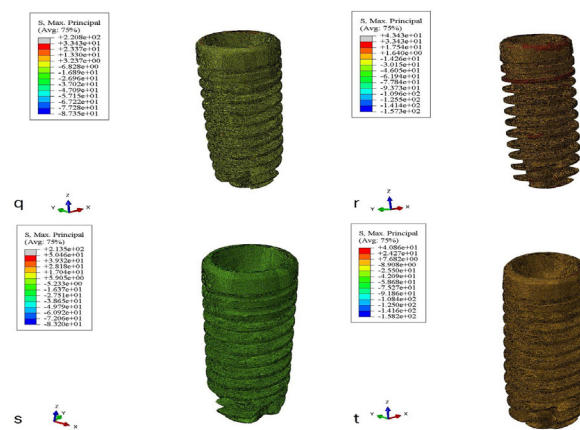 S, Max. Principal
(Avg: 75%)
+2.208e+02
+3.343e+01
+2.337e+01
+1.330e+01
+3.237e+00
-6.828e+00
-1.689e+01
-2.696e+01
-3.702e+01
-4.709e+01
-5.715e+01
-6.722e+01
-7.728e+01
-8.735e+01
q
Z
Y
X
S, Max. Principal
(Avg: 75%)
+4.343e+01
+3.343e+01
+1.754e+01
+1.640e+00
-1.426e+01
-3.015e+01
-4.605e+01
-6.194e+01
-7.784e+01
-9.373e+01
-1.096e+02
-1.255e+02
-1.414e+02
-1.573e+02
r
Z
Y
X
S, Max. Principal
(Avg: 75%)
+2.135e+02
+5.046e+01
+3.932e+01
+2.818e+01
+1.704e+01
+5.905e+00
-5.233e+00
-1.637e+01
-2.751e+01
-3.865e+01
-4.979e+01
-6.092e+01
-7.206e+01
-8.320e+01
s
Z
Y
X
S, Max. Principal
(Avg: 75%)
+4.086e+01
+2.427e+01
+7.682e+00
-8.908e+00
-2.550e+01
-4.209e+01
-5.868e+01
-7.527e+01
-9.186e+01
-1.084e+02
-1.250e+02
-1.416e+02
-1.582e+02
t
Z
Y
X